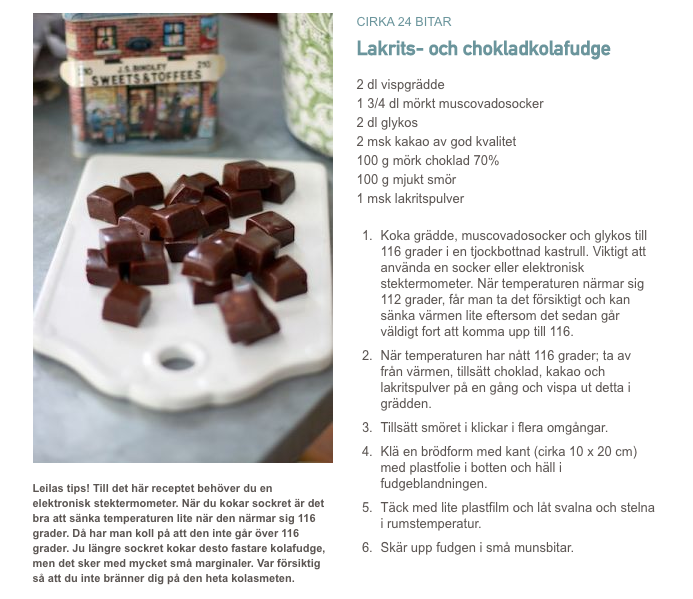 210
J.S. BINDLEY
210
SWEETS & TOFFEES
CIRKA 24 BITAR
Lakrits- och chokladkolafudge
2 dl vispgrädde
1 3/4 dl mörkt muscovadosocker
2 dl glykos
2 msk kakao av god kvalitet
100 g mörk choklad 70%
100 g mjukt smör
1 msk lakritspulver
1. Koka grädde, muscovadosocker och glykos till
116 grader i en tjockbottnad kastrull. Viktigt att
använda en socker eller elektronisk
stektermometer. När temperaturen närmar sig
112 grader, får man ta det försiktigt och kan
sänka värmen lite eftersom det sedan går
väldigt fort att komma upp till 116.
2. När temperaturen har nått 116 grader; ta av
från värmen, tillsätt choklad, kakao och
lakritspulver på en gång och vispa ut detta i
grädden.
3. Tillsätt smöret i klickar i flera omgångar.
4. Klä en brödform med kant (cirka 10 x 20 cm)
med plastfolie i botten och häll i
fudgeblandningen.
5. Täck med lite plastfilm och låt svalna och stelna
i rumstemperatur.
6. Skär upp fudgen i små munsbitar.
Leilas tips! Till det här receptet behöver du en
elektronisk stektermometer. När du kokar sockret är det
bra att sänka temperaturen lite när den närmar sig 116
grader. Då har man koll på att den inte går över 116
grader. Ju längre sockret kokar desto fastare kolafudge,
men det sker med mycket små marginaler. Var försiktig
så att du inte bränner dig på den heta kolasmeten.